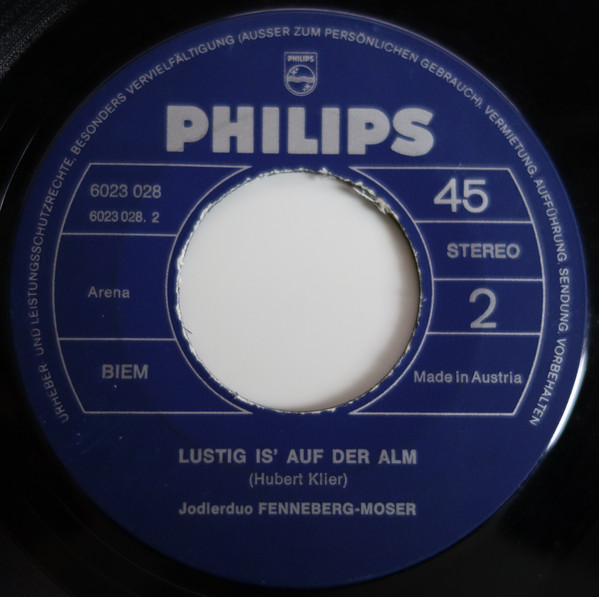 URHEBER- UND LEISTUNGSSCHUTZRECHTE, BESONDERS VERVIELFÄLTIGUNG (AUSSER ZUM PERSÖNLICHEN GEBRAUCH), VERMIETUNG, AUFFÜHRUNG, SENDUNG, VORBEHALTEN
PHILIPS
PHILIPS
6023 028
6023 028. 2
45
STEREO
Arena
2
BIEM
Made in Austria
LUSTIG IS' AUF DER ALM
(Hubert Klier)
Jodlerduo FENNEBERG-MOSER